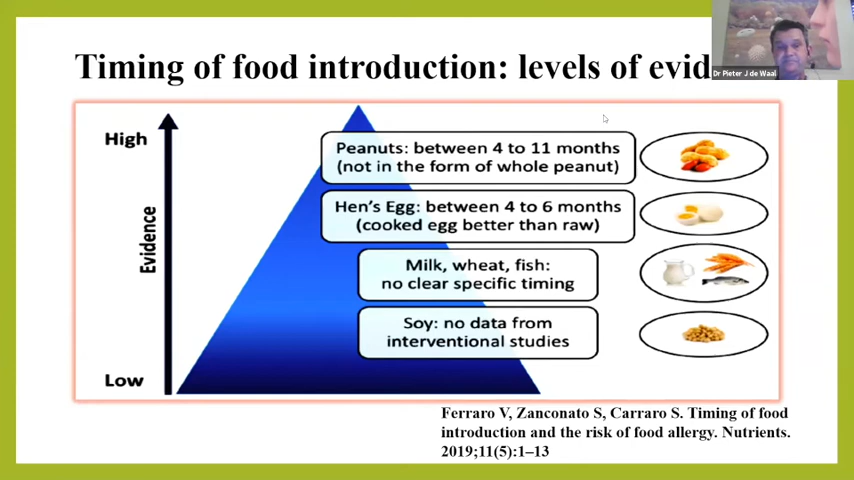 Timing of food introduction: levels of evid
Dr Pieter J de Waal
High
Evidence
Low
Peanuts: between 4 to 11 months
(not in the form of whole peanut)
Hen's Egg: between 4 to 6 months
(cooked egg better than raw)
Milk, wheat, fish:
no clear specific timing
Soy: no data from
interventional studies
Ferraro V, Zanconato S, Carraro S. Timing of food
introduction and the risk of food allergy. Nutrients.
2019;11(5):1–13